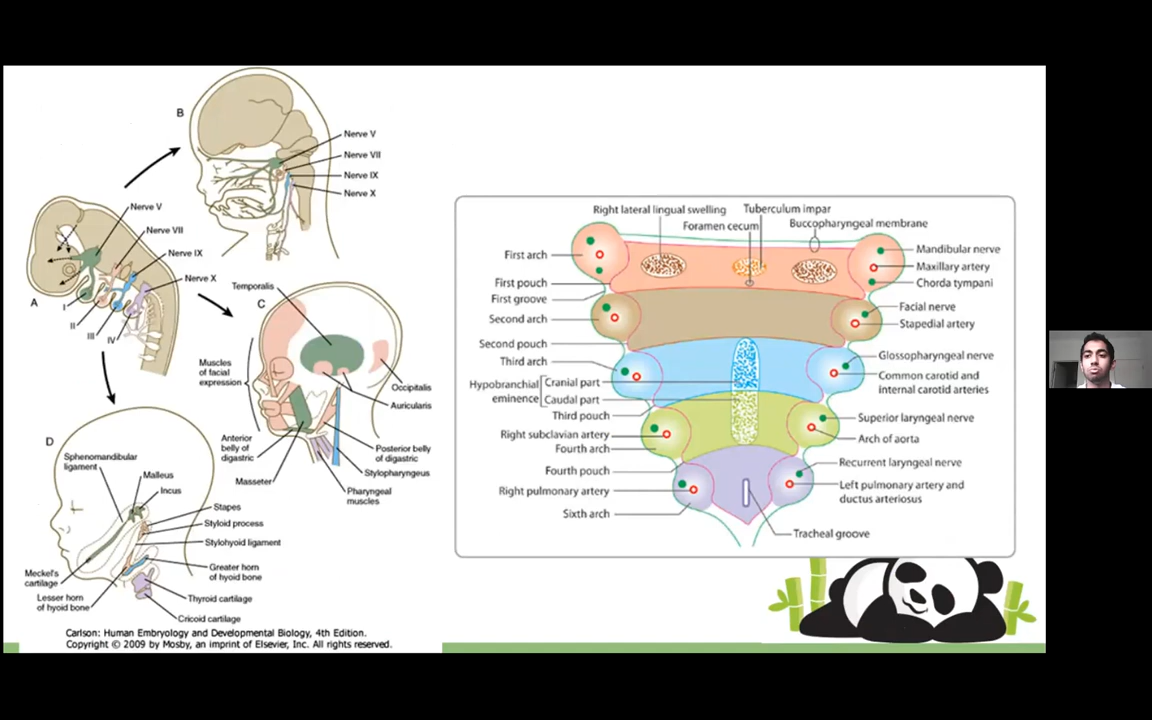 B
Nerve V
Nerve VII
Nerve IX
Nerve X
Nerve V
Nerve VII
Nerve IX
Nerve X
A
I
II
III
IV
C
Temporalis
Muscles
of facial
expression
Occipitalis
Auricularis
Anterior
belly of
digastric
Posterior belly
of digastric
Stylopharyngeus
Masseter
Pharyngeal
muscles
D
Sphenomandibular
ligament
Malleus
Incus
Stapes
Styloid process
Stylohyoid ligament
Greater horn
of hyoid bone
Meckel's
cartilage
Lesser horn
of hyoid bone
Thyroid cartilage
Cricoid cartilage
Carlson: Human Embryology and Developmental Biology, 4th Edition.
Copyright © 2009 by Mosby, an imprint of Elsevier, Inc. All rights reserved.
Right lateral lingual swelling
Tuberculum impar
Foramen cecum
Buccopharyngeal membrane
First arch
First pouch
First groove
Second arch
Second pouch
Third arch
Hypobranchial
eminence
Cranial part
Caudal part
Third pouch
Right subclavian artery
Fourth arch
Fourth pouch
Right pulmonary artery
Sixth arch
Mandibular nerve
Maxillary artery
Chorda tympani
Facial nerve
Stapedial artery
Glossopharyngeal nerve
Common carotid and
internal carotid arteries
Superior laryngeal nerve
Arch of aorta
Recurrent laryngeal nerve
Left pulmonary artery and
ductus arteriosus
Tracheal groove